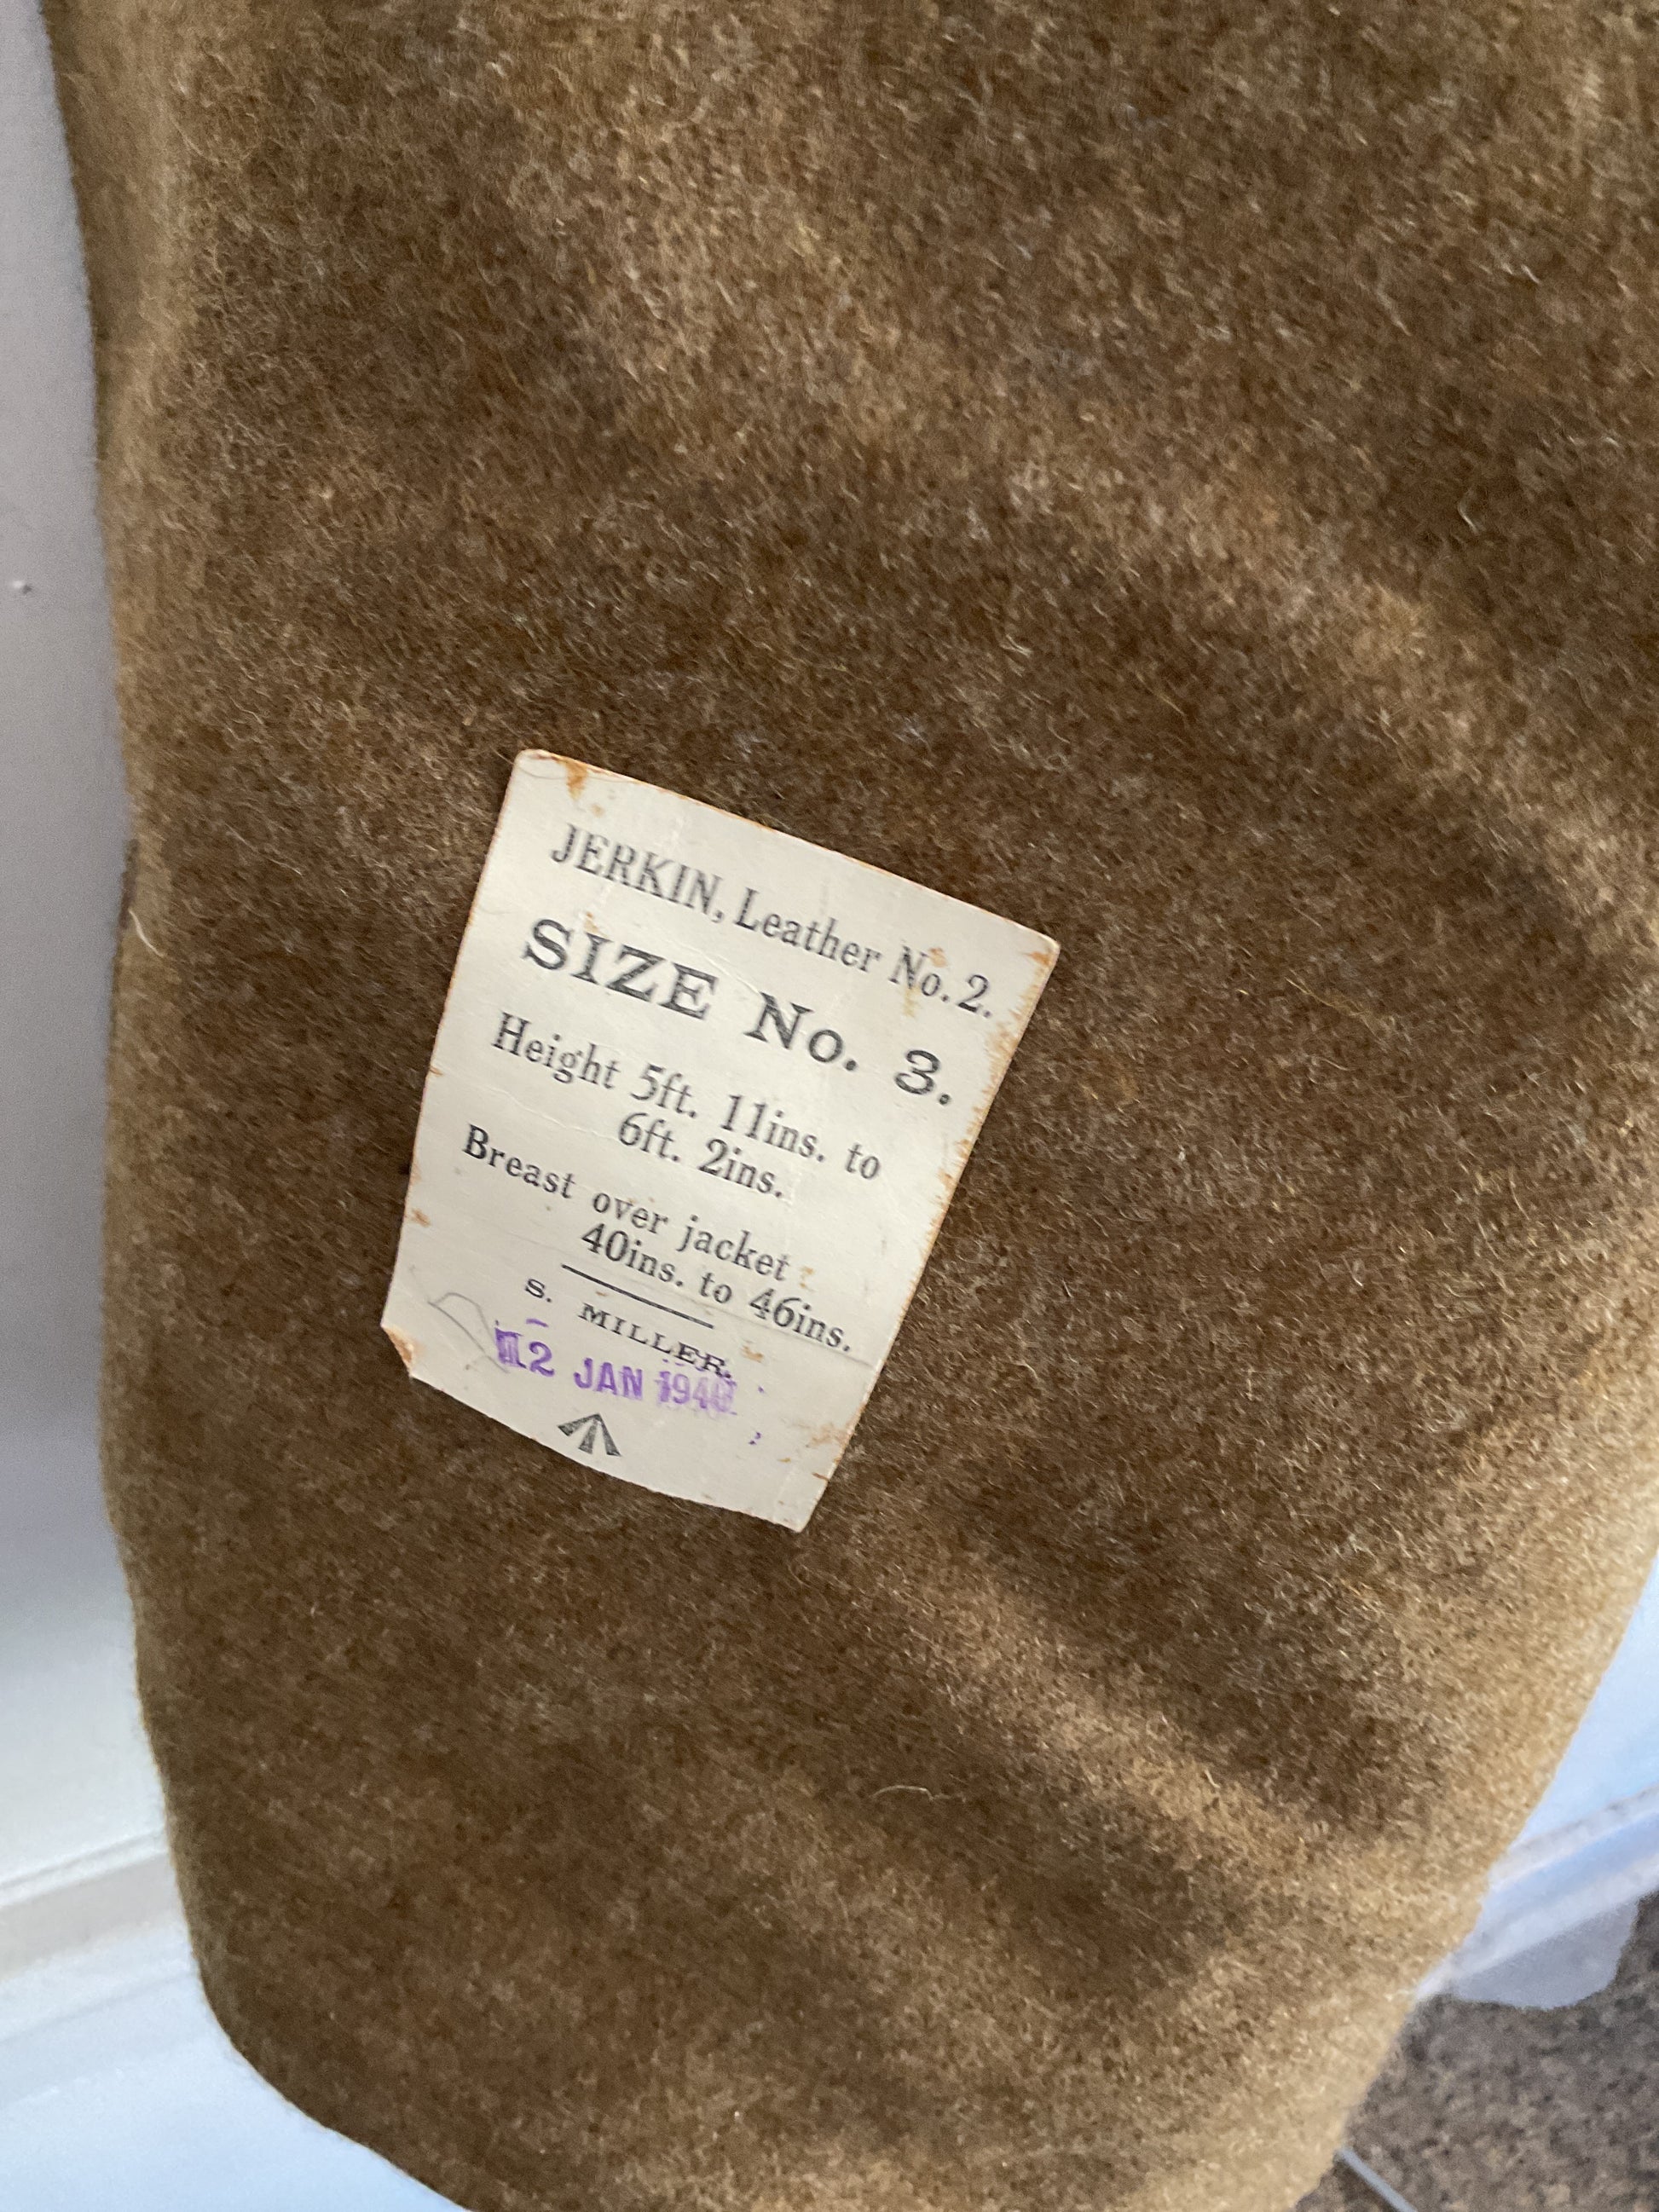 JERKIN, Leather No. 2.
SIZE No. 3.
Height 5ft. 11ins. to
6ft. 2ins.
Breast over jacket
40ins. to 46ins.
S. MILLER.
12 JAN